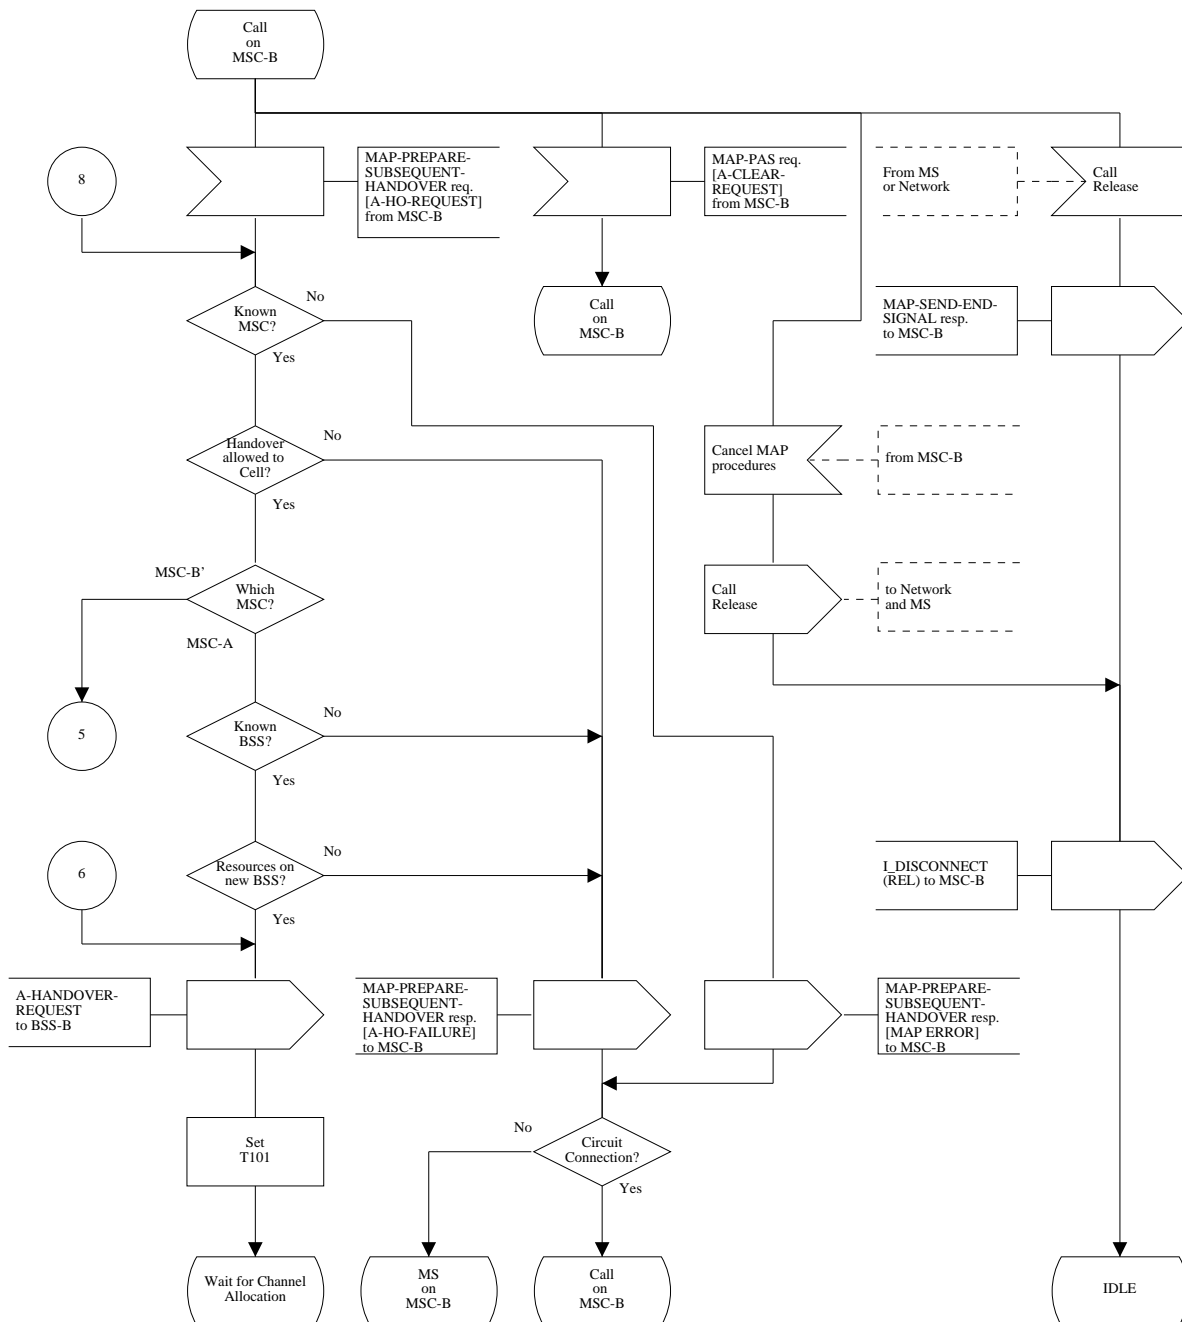 Call
on
MSC-B
8
MAP-PREPARE-
SUBSEQUENT-
HANDOVER req.
[A-HO-REQUEST]
from MSC-B
MAP-PAS req.
[A-CLEAR-
REQUEST]
from MSC-B
From MS
or Network
Call
Release
Known
MSC?
No
Yes
Call
on
MSC-B
MAP-SEND-END-
SIGNAL resp.
to MSC-B
Handover
allowed to
Cell?
No
Yes
Cancel MAP
procedures
from MSC-B
MSC-B’
Which
MSC?
MSC-A
Call
Release
to Network
and MS
5
Known
BSS?
No
Yes
6
Resources on
new BSS?
No
Yes
I_DISCONNECT
(REL) to MSC-B
A-HANDOVER-
REQUEST
to BSS-B
MAP-PREPARE-
SUBSEQUENT-
HANDOVER resp.
[A-HO-FAILURE]
to MSC-B
MAP-PREPARE-
SUBSEQUENT-
HANDOVER resp.
[MAP ERROR]
to MSC-B
Set
T101
No
Circuit
Connection?
Yes
Wait for Channel
Allocation
MS
on
MSC-B
Call
on
MSC-B
IDLE